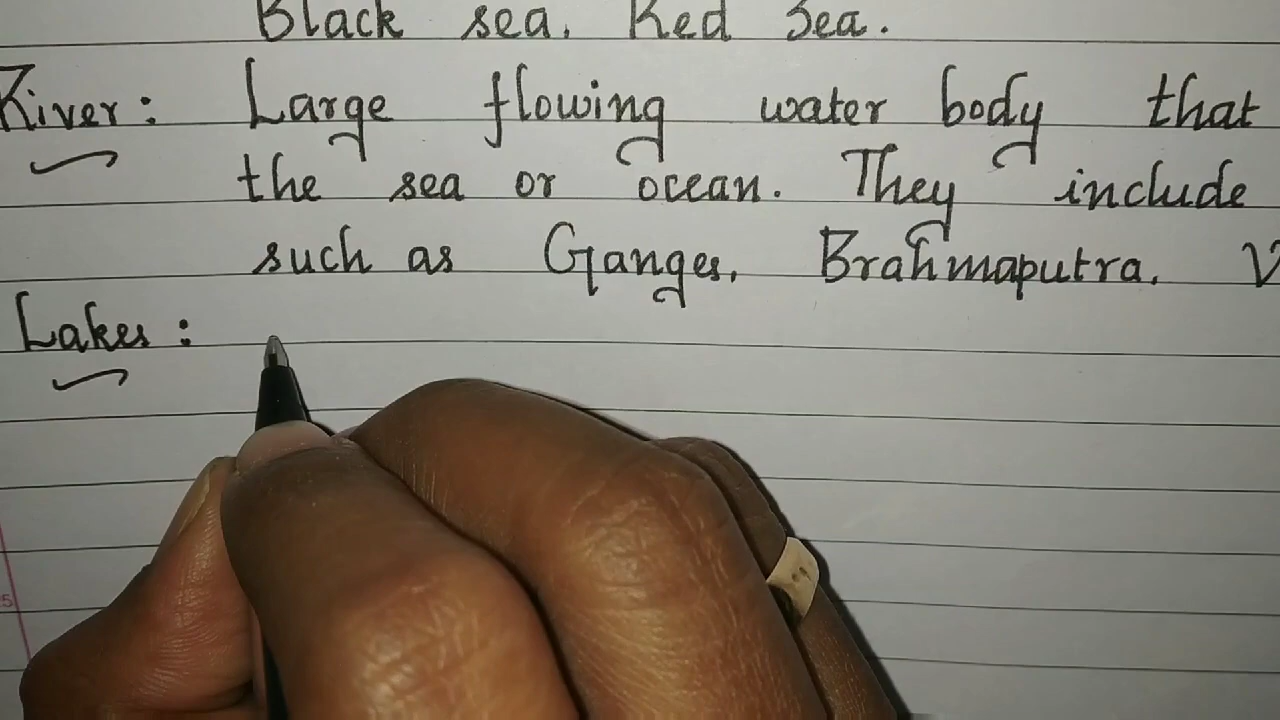 Black sea, Red Sea.
River: Large flowing water body that
the sea or ocean. They include
such as Ganges, Brahmaputra,
Lakes: